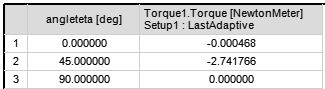 angleteta [deg] Torque1.Torque [NewtonMeter]
Setup1 : LastAdaptive
1 0.000000 -0.000468
2 45.000000 -2.741766
3 90.000000 0.000000